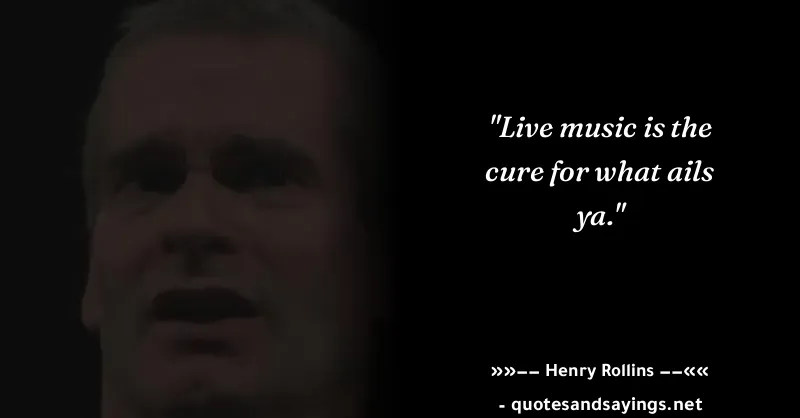 "Live music is the
cure for what ails
ya."
»»–– Henry Rollins ––««
- quotesandsayings.net